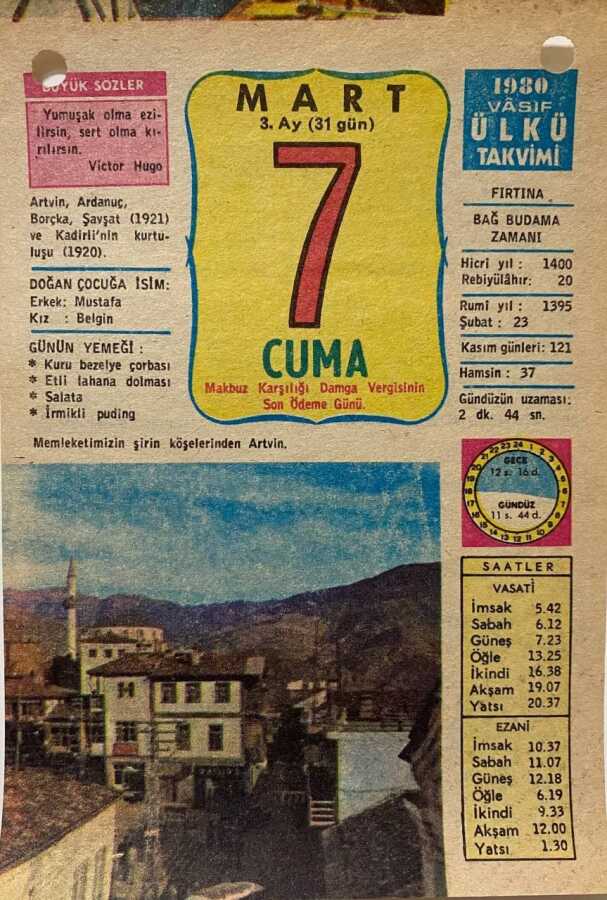 BÜYÜK SÖZLER
Yumuşak olma ezi-
lirsin, sert olma kı-
rılırsın.
Victor Hugo
Artvin, Ardanuç,
Borçka, Şavşat (1921)
ve Kadirli'nin kurtu-
luşu (1920).
DOĞAN ÇOCUĞA İSİM:
Erkek: Mustafa
Kız : Belgin
GÜNÜN YEMEĞİ :
* Kuru bezelye çorbası
* Etli lahana dolması
* Salata
* İrmikli puding
MART
3. Ay (31 gün)
7
CUMA
Makbuz Karşılığı Damga Vergisinin
Son Ödeme Günü.
1980
VÂSIF
ÜLKÜ
TAKVİMİ
FIRTINA
BAĞ BUDAMA
ZAMANI
Hicrî yıl : 1400
Rebiyülâhır: 20
Rumî yıl : 1395
Şubat : 23
Kasım günleri: 121
Hamsin : 37
Gündüzün uzaması:
2 dk. 44 sn.
Memleketimizin şirin köşelerinden Artvin.
GECE
12 s. 16 d.
GÜNDÜZ
11 s. 44 d.
SAATLER
VASATİ
İmsak 5.42
Sabah 6.12
Güneş 7.23
Öğle 13.25
İkindi 16.38
Akşam 19.07
Yatsı 20.37
EZANİ
İmsak 10.37
Sabah 11.07
Güneş 12.18
Öğle 6.19
İkindi 9.33
Akşam 12.00
Yatsı 1.30